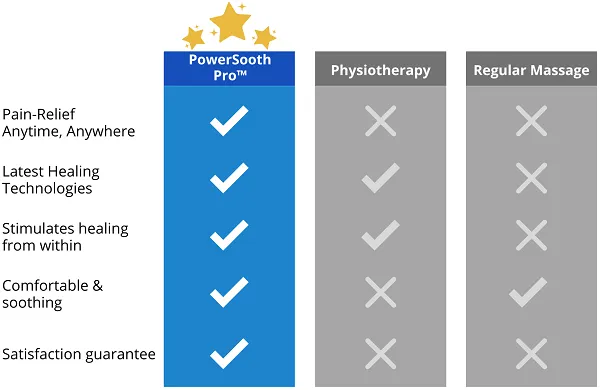 PowerSooth
Pro™
Physiotherapy
Regular Massage
Pain-Relief
Anytime, Anywhere
Latest Healing
Technologies
Stimulates healing
from within
Comfortable &
soothing
Satisfaction guarantee